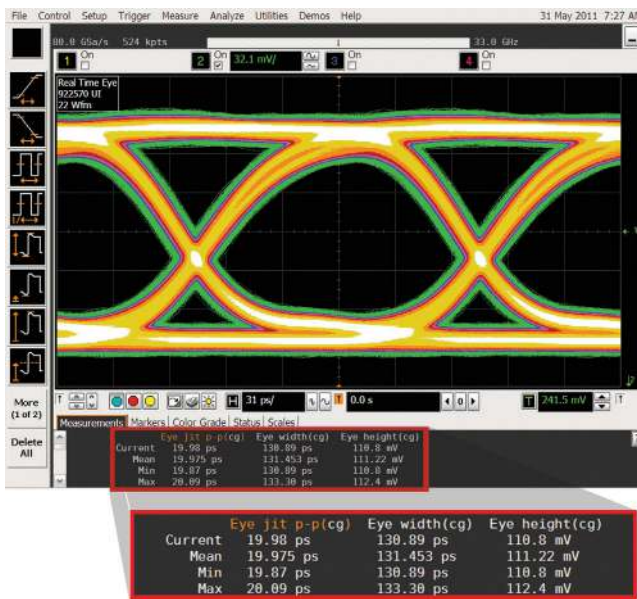 File Control Setup Trigger Measure Analyze Utilities Demos Help 31 May 2011 7:27 AM
80.0 GSa/s 524 kpts 33.0 GHz
1 On 2 On 32.1 mV/ 3 On 4 On
Real Time Eye
922570 UI
22 Wfm
More
(1 of 2)
Delete
All
H 31 ps/ 0.0 s 0 T 241.5 mV
Measurements Markers Color Grade Status Scales
Eye jit p-p(cg) Eye width(cg) Eye height(cg)
Current 19.98 ps 130.89 ps 110.8 mV
Mean 19.975 ps 131.453 ps 111.22 mV
Min 19.87 ps 130.89 ps 110.8 mV
Max 20.09 ps 133.30 ps 112.4 mV
Eye jit p-p(cg) Eye width(cg) Eye height(cg)
Current 19.98 ps 130.89 ps 110.8 mV
Mean 19.975 ps 131.453 ps 111.22 mV
Min 19.87 ps 130.89 ps 110.8 mV
Max 20.09 ps 133.30 ps 112.4 mV